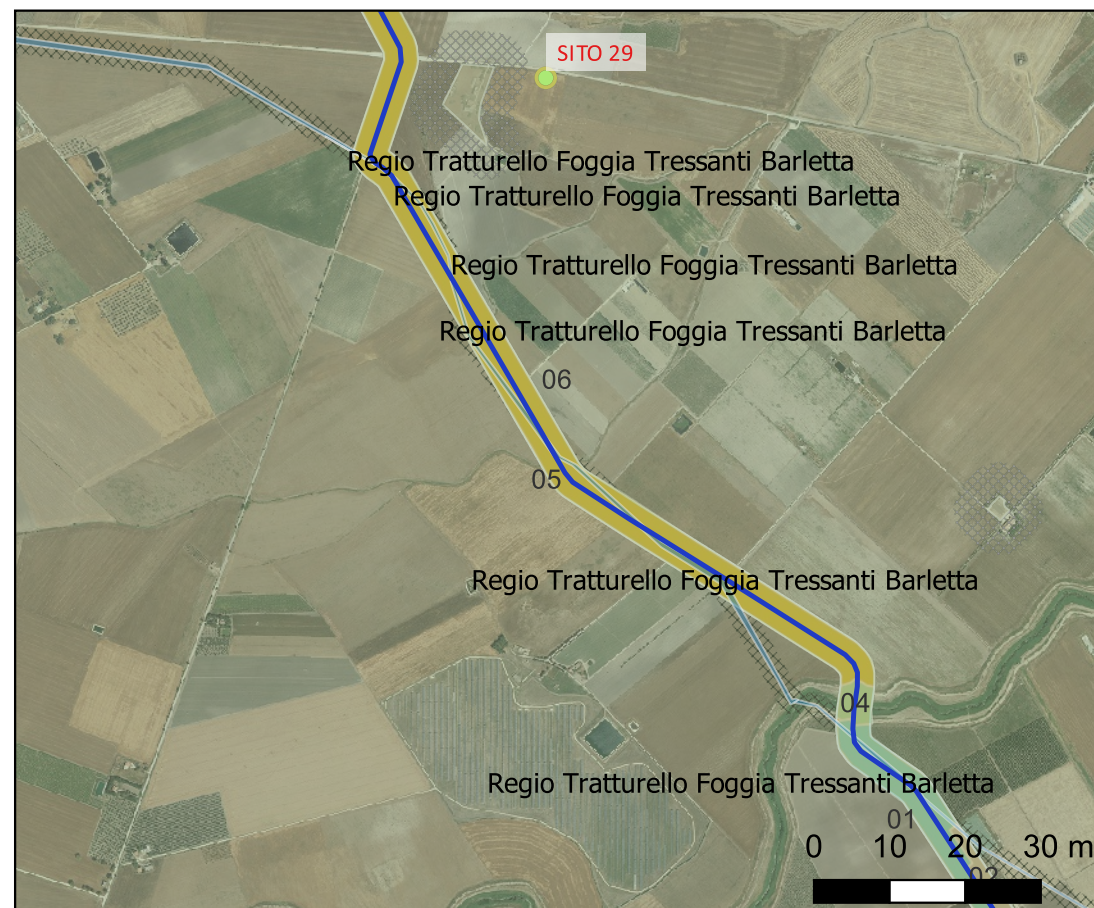 SITO 29
Regio Tratturello Foggia Tressanti Barletta
Regio Tratturello Foggia Tressanti Barletta
Regio Tratturello Foggia Tressanti Barletta
Regio Tratturello Foggia Tressanti Barletta
06
05
Regio Tratturello Foggia Tressanti Barletta
04
Regio Tratturello Foggia Tressanti Barletta
01
0 10 20 30 m
02